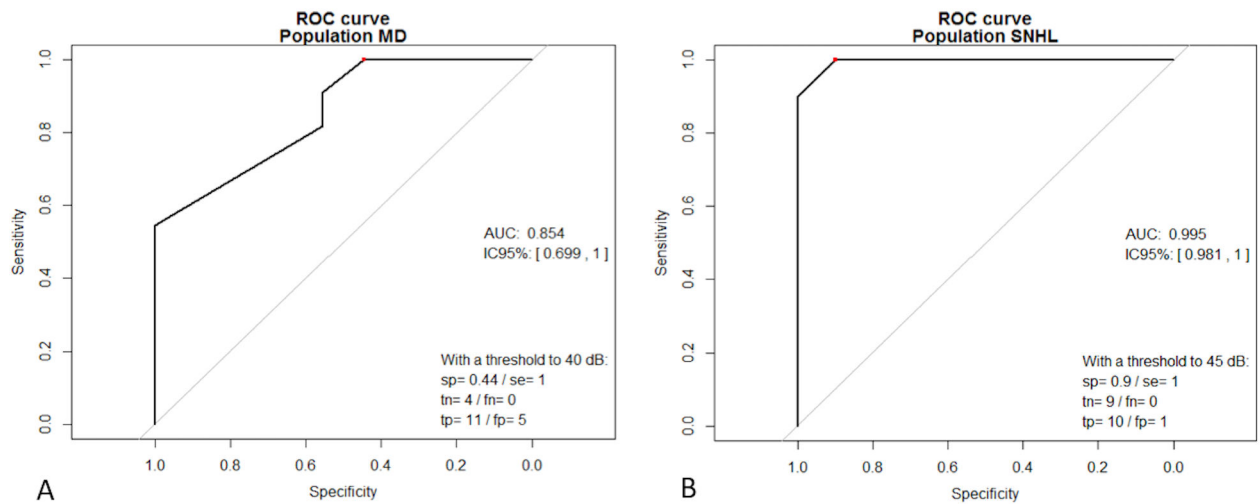 ROC curve
Population MD
1.0
0.8
0.6
0.4
0.2
0.0
Sensitivity
AUC: 0.854
IC95%: [ 0.699 , 1 ]
With a threshold to 40 dB:
sp= 0.44 / se= 1
tn= 4 / fn= 0
tp= 11 / fp= 5
1.0 0.8 0.6 0.4 0.2 0.0
Specificity
A
ROC curve
Population SNHL
1.0
0.8
0.6
0.4
0.2
0.0
Sensitivity
AUC: 0.995
IC95%: [ 0.981 , 1 ]
With a threshold to 45 dB:
sp= 0.9 / se= 1
tn= 9 / fn= 0
tp= 10 / fp= 1
1.0 0.8 0.6 0.4 0.2 0.0
Specificity
B